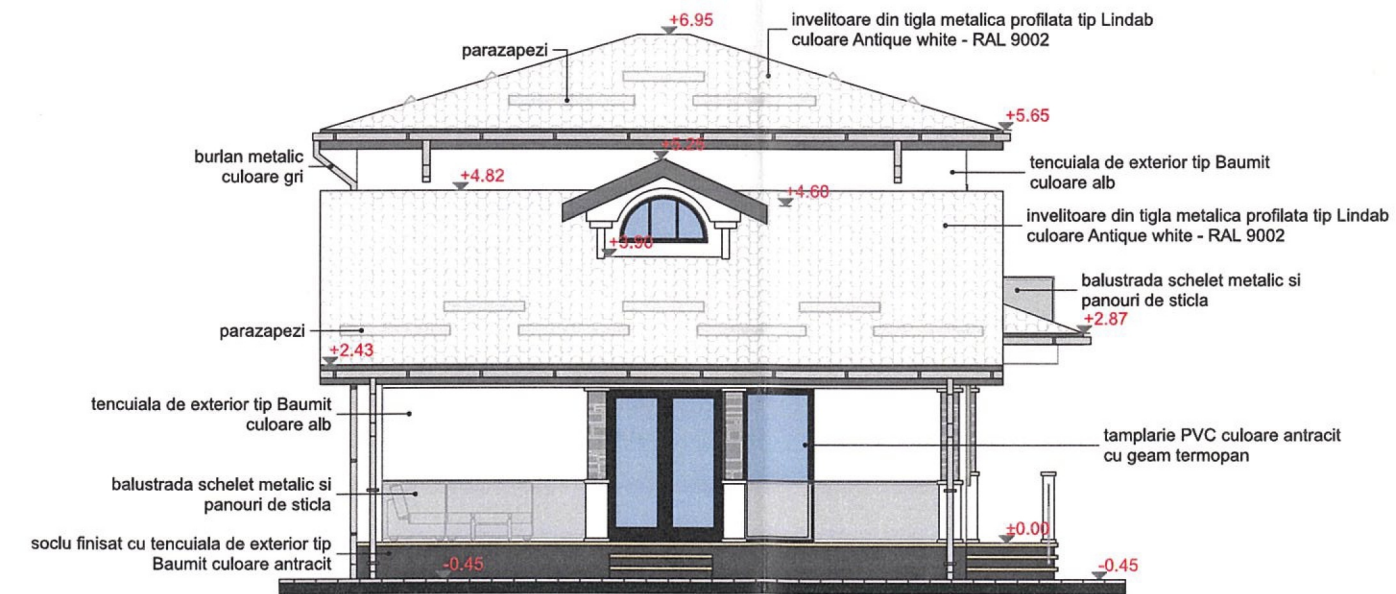 +6.95
invelitoare din tigla metalica profilata tip Lindab
culoare Antique white - RAL 9002
parazapezi
+5.65
burlan metalic
culoare gri
tencuiala de exterior tip Baumit
culoare alb
+4.82
+4.60
invelitoare din tigla metalica profilata tip Lindab
culoare Antique white - RAL 9002
+3.90
balustrada schelet metalic si
panouri de sticla
+2.87
parazapezi
+2.43
tencuiala de exterior tip Baumit
culoare alb
tamplarie PVC culoare antracit
cu geam termopan
balustrada schelet metalic si
panouri de sticla
±0.00
soclu finisat cu tencuiala de exterior tip
Baumit culoare antracit
-0.45
-0.45